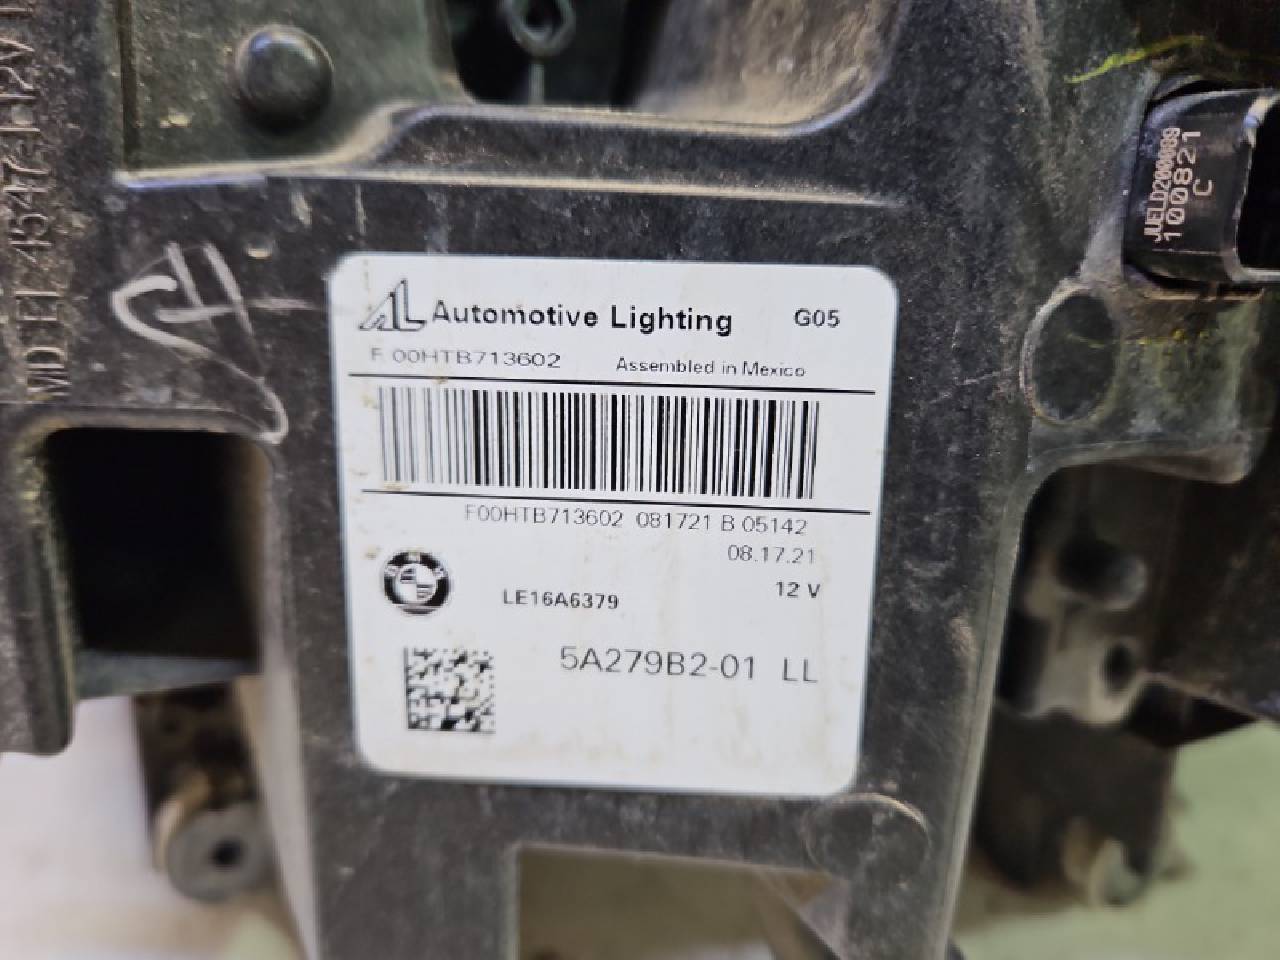 AL Automotive Lighting G05
F 00HTB713602 Assembled in Mexico
F00HTB713602 081721 B 05142
08.17.21
LE16A6379 12 V
5A279B2-01 LL
100821
C